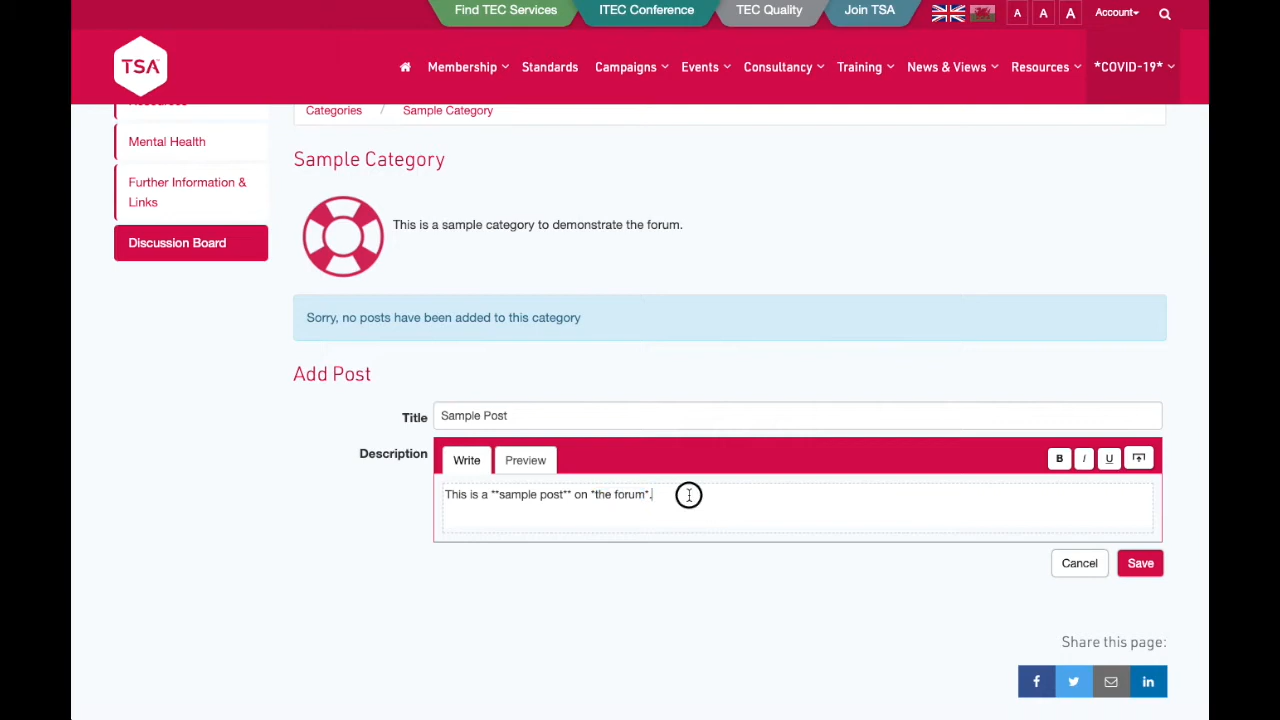 Find TEC Services
ITEC Conference
TEC Quality
Join TSA
A
A
A
Account
TSA
Membership
Standards
Campaigns
Events
Consultancy
Training
News & Views
Resources
*COVID-19*
Resources
Mental Health
Further Information &
Links
Discussion Board
Categories / Sample Category
Sample Category
This is a sample category to demonstrate the forum.
Sorry, no posts have been added to this category
Add Post
Title
Sample Post
Description
Write
Preview
B
I
U
This is a **sample post** on *the forum*.
Cancel
Save
Share this page: